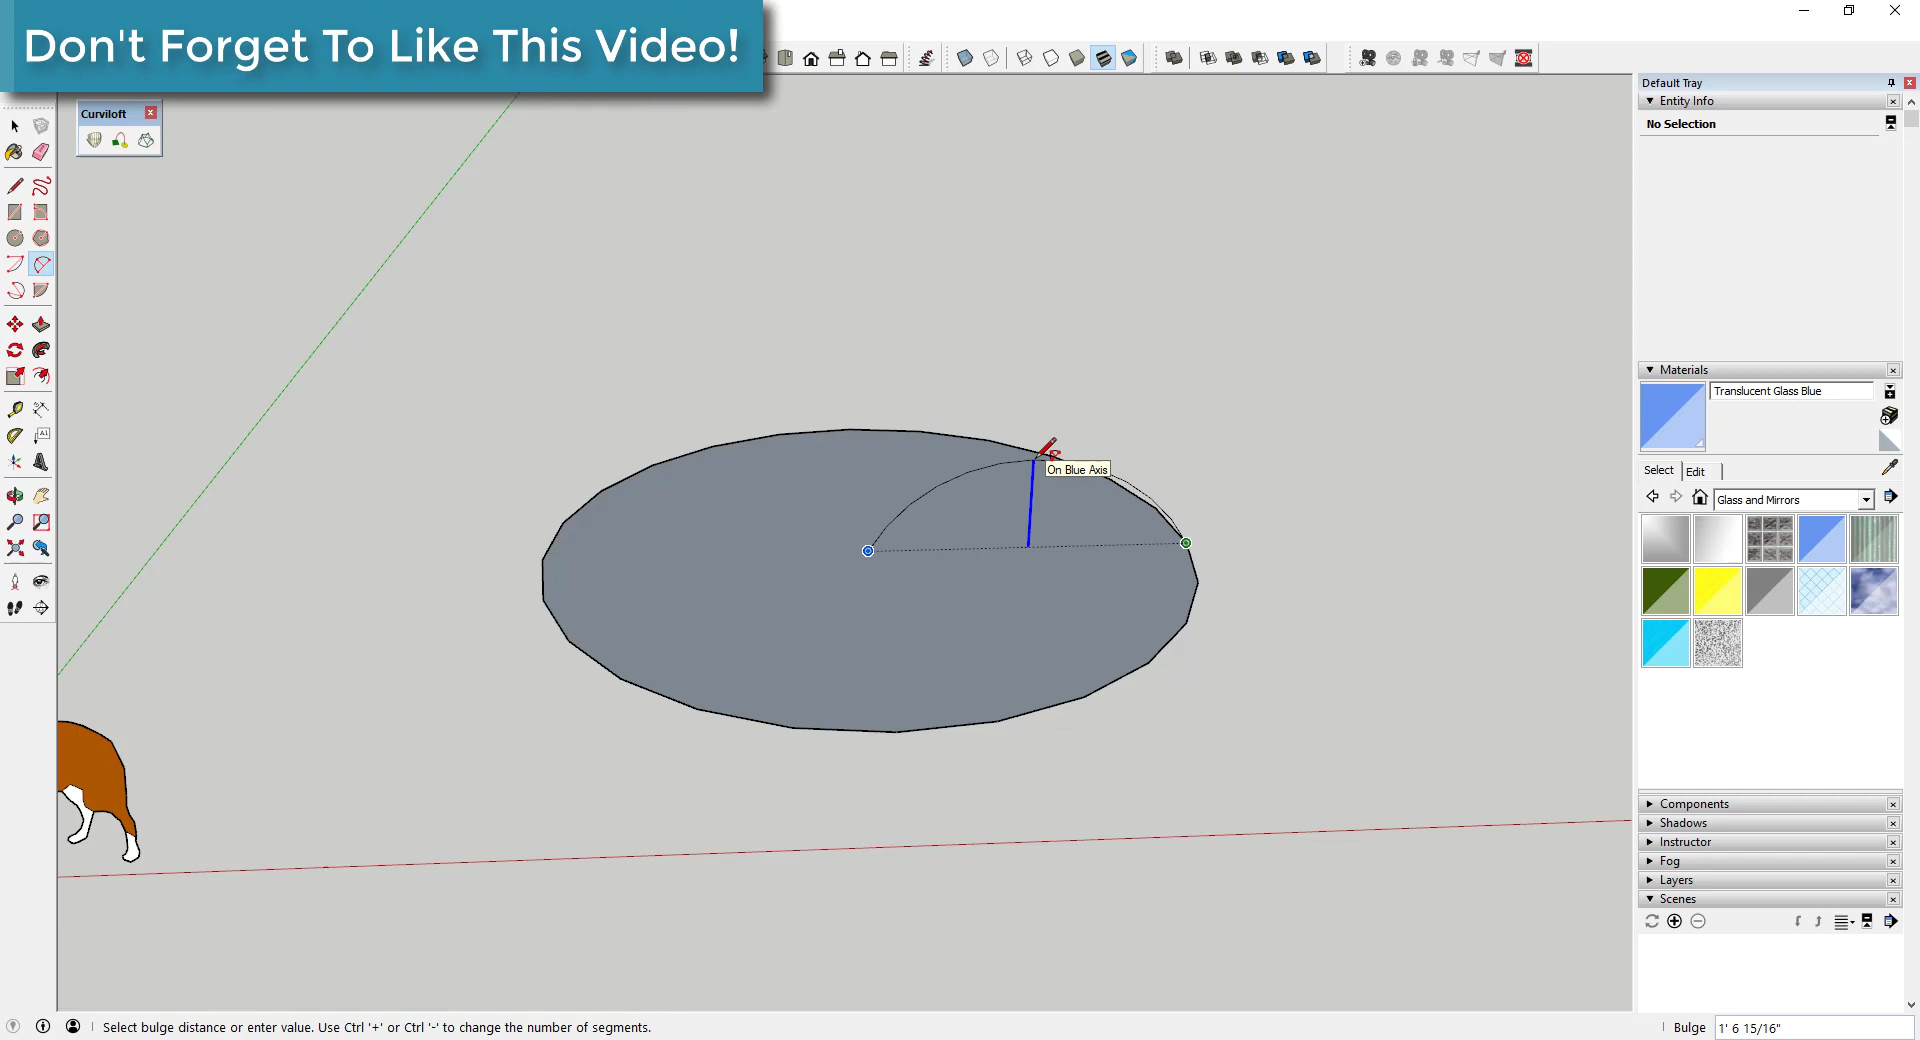 Don't Forget To Like This Video!
Default Tray
Entity Info
Curviloft
No Selection
A1
Materials
Translucent Glass Blue
On Blue Axis
Select
Edit
Glass and Mirrors
Components
Shadows
Instructor
Fog
Layers
Scenes
Select bulge distance or enter value. Use Ctrl '+' or Ctrl '-' to change the number of segments.
Bulge
1' 6 15/16"